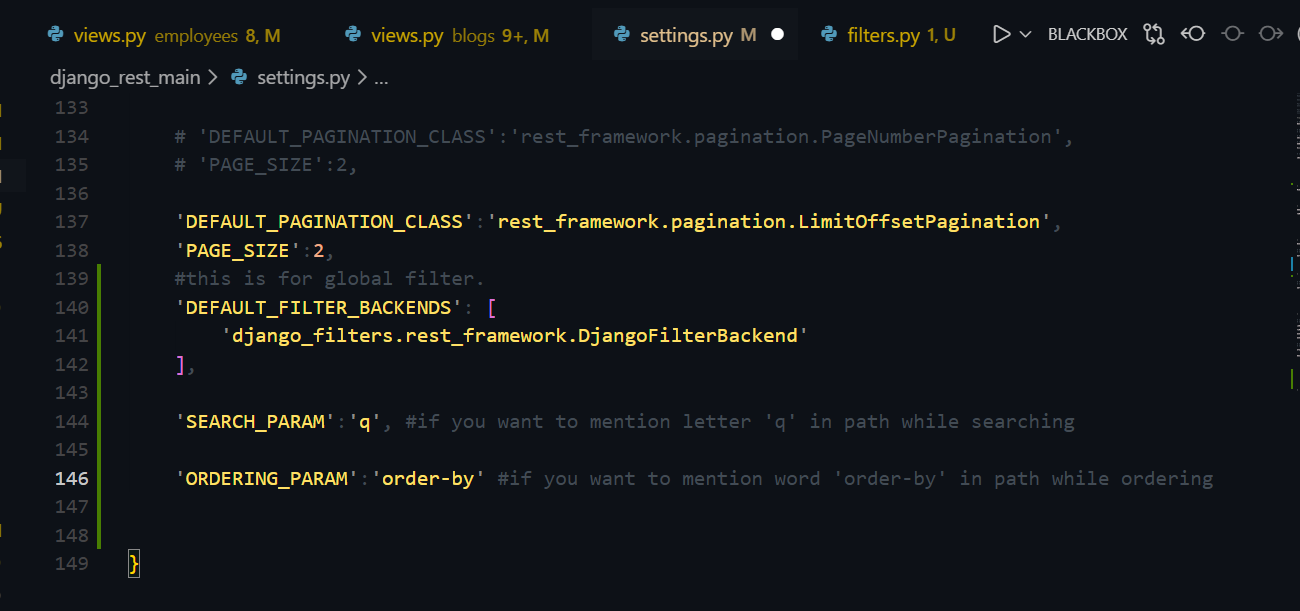 views.py employees 8, M views.py blogs 9+, M settings.py M filters.py 1, U BLACKBOX
django_rest_main > settings.py > ...
133
134 # 'DEFAULT_PAGINATION_CLASS':'rest_framework.pagination.PageNumberPagination',
135 # 'PAGE_SIZE':2,
136
137 'DEFAULT_PAGINATION_CLASS':'rest_framework.pagination.LimitOffsetPagination',
138 'PAGE_SIZE':2,
139 #this is for global filter.
140 'DEFAULT_FILTER_BACKENDS': [
141 'django_filters.rest_framework.DjangoFilterBackend'
142 ],
143
144 'SEARCH_PARAM':'q', #if you want to mention letter 'q' in path while searching
145
146 'ORDERING_PARAM':'order-by' #if you want to mention word 'order-by' in path while ordering
147
148
149 }